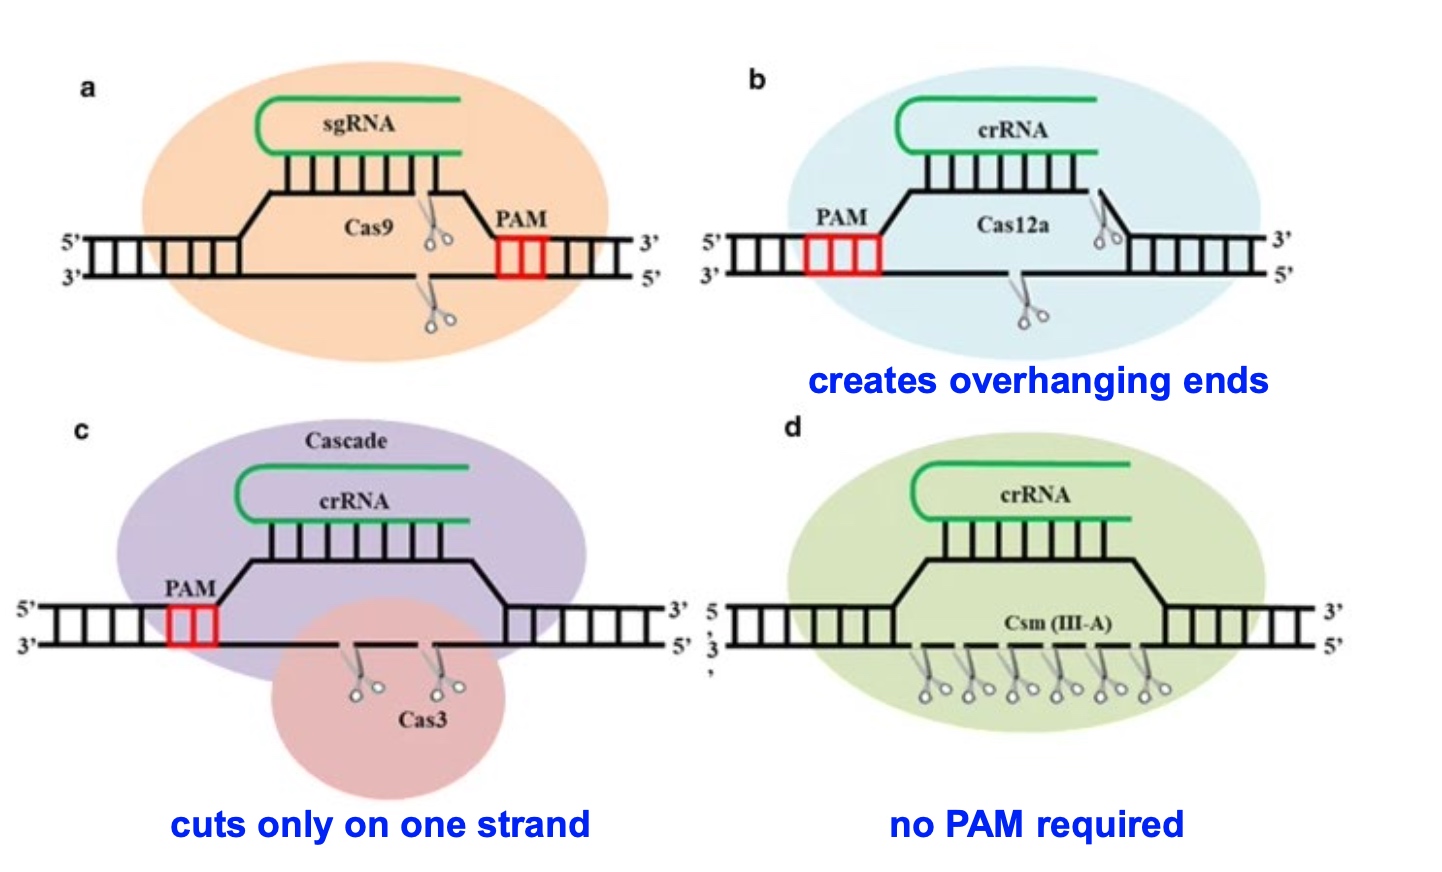 a
sgRNA
Cas9
PAM
5’
3’
3’
5’
b
crRNA
PAM
Cas12a
5’
3’
3’
5’
creates overhanging ends
c
Cascade
crRNA
PAM
5’
3’
3’
5’
Cas3
cuts only on one strand
d
crRNA
Csm (III-A)
5
’
3’
3
’
5’
no PAM required